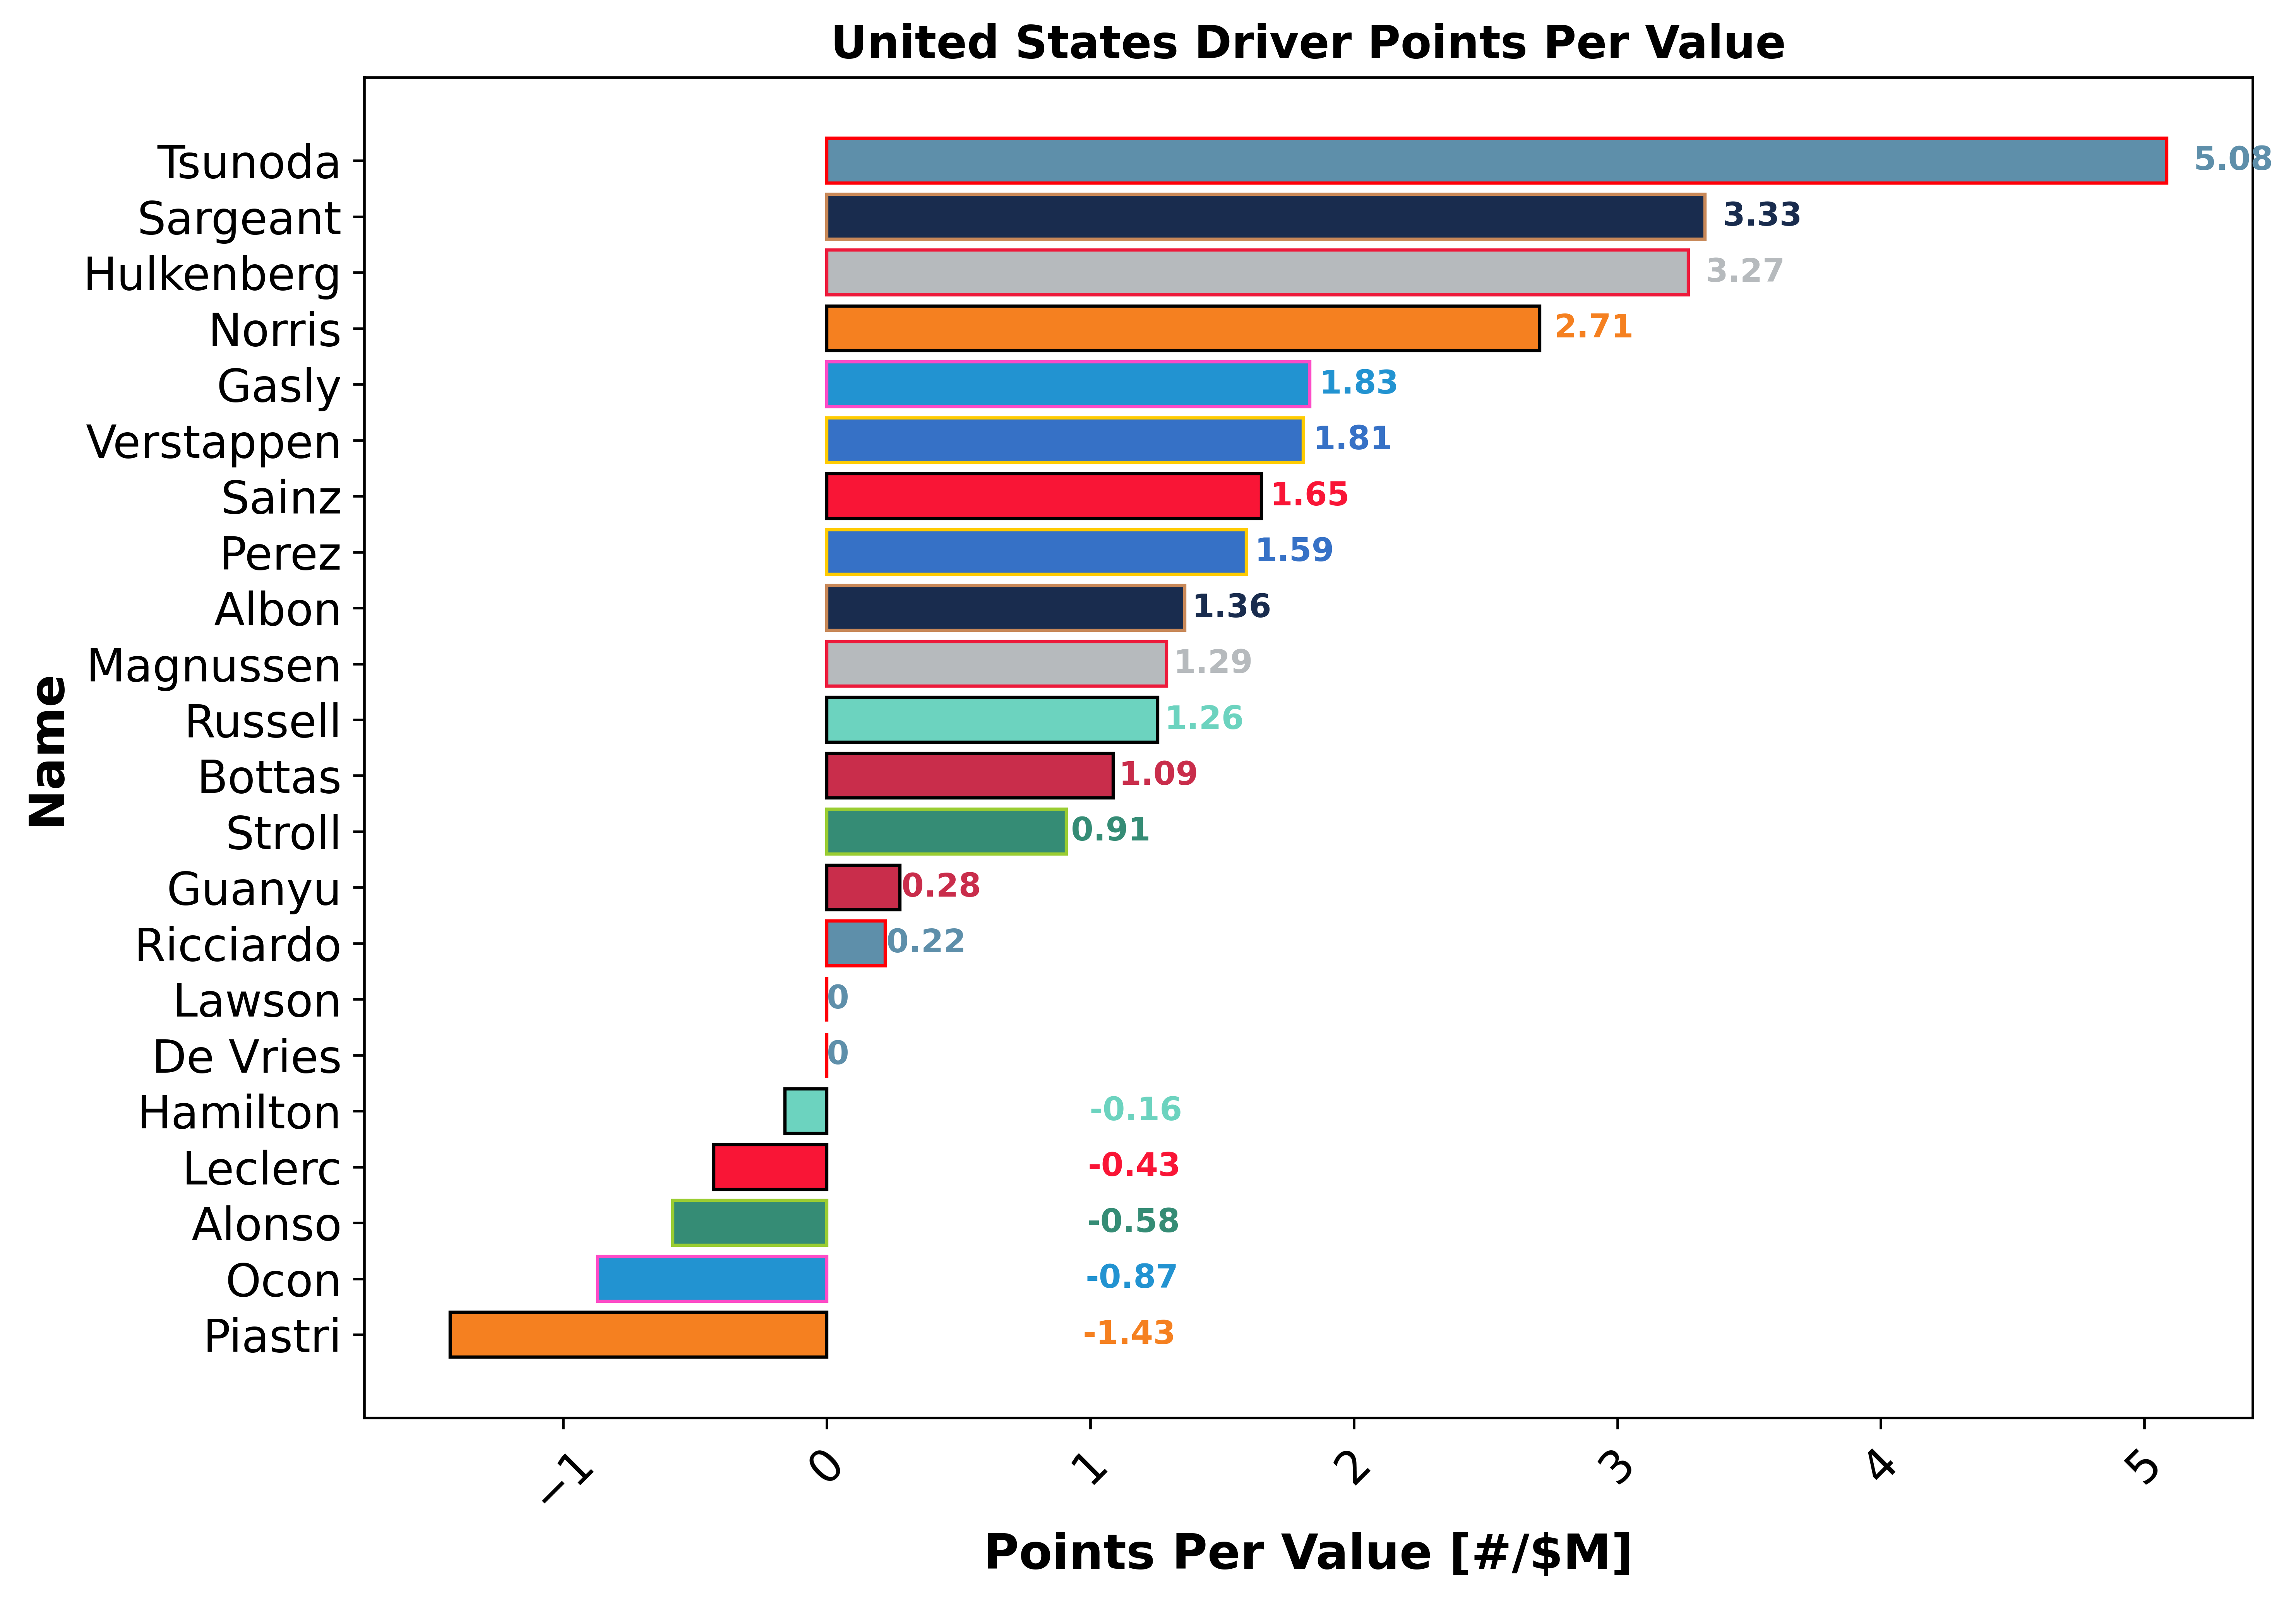 United States Driver Points Per Value
Name
Tsunoda 5.08
Sargeant 3.33
Hulkenberg 3.27
Norris 2.71
Gasly 1.83
Verstappen 1.81
Sainz 1.65
Perez 1.59
Albon 1.36
Magnussen 1.29
Russell 1.26
Bottas 1.09
Stroll 0.91
Guanyu 0.28
Ricciardo 0.22
Lawson 0
De Vries 0
Hamilton -0.16
Leclerc -0.43
Alonso -0.58
Ocon -0.87
Piastri -1.43
−1 0 1 2 3 4 5
Points Per Value [#/$M]